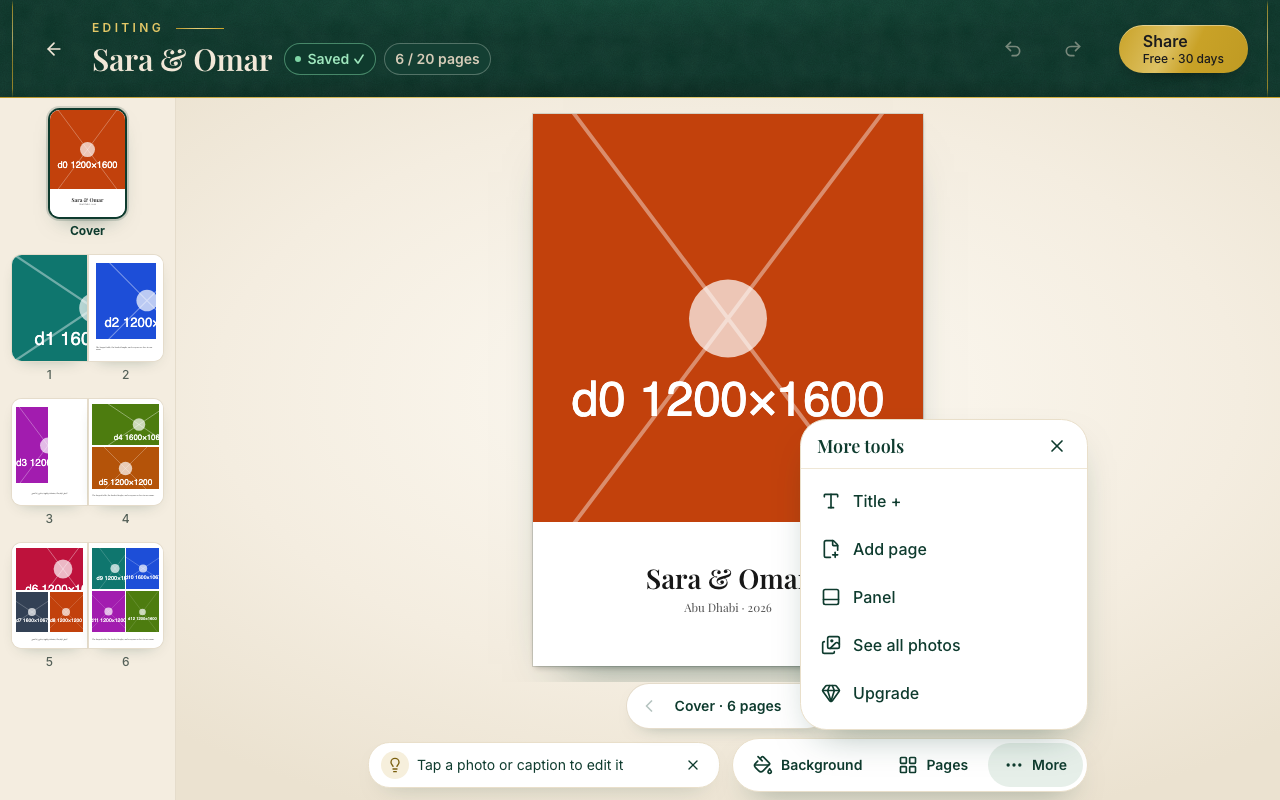 EDITING
Sara & Omar
Saved ✓
6 / 20 pages
Share
Free · 30 days
d0 1200×1600
Sara & Omar
Cover
d1 160
d2 1200×
1
2
d3 120
d4 1600×106
d5 1200×1200
3
4
d6 1200×1
d7 1600×1067
d8 1200×1200
d9 1200×1
d10 1600×1067
d11 1200×1200
d12 1200×1600
5
6
d0 1200×1600
Sara & Omar
Abu Dhabi · 2026
Cover · 6 pages
More tools
Title +
Add page
Panel
See all photos
Upgrade
Tap a photo or caption to edit it
Background
Pages
More